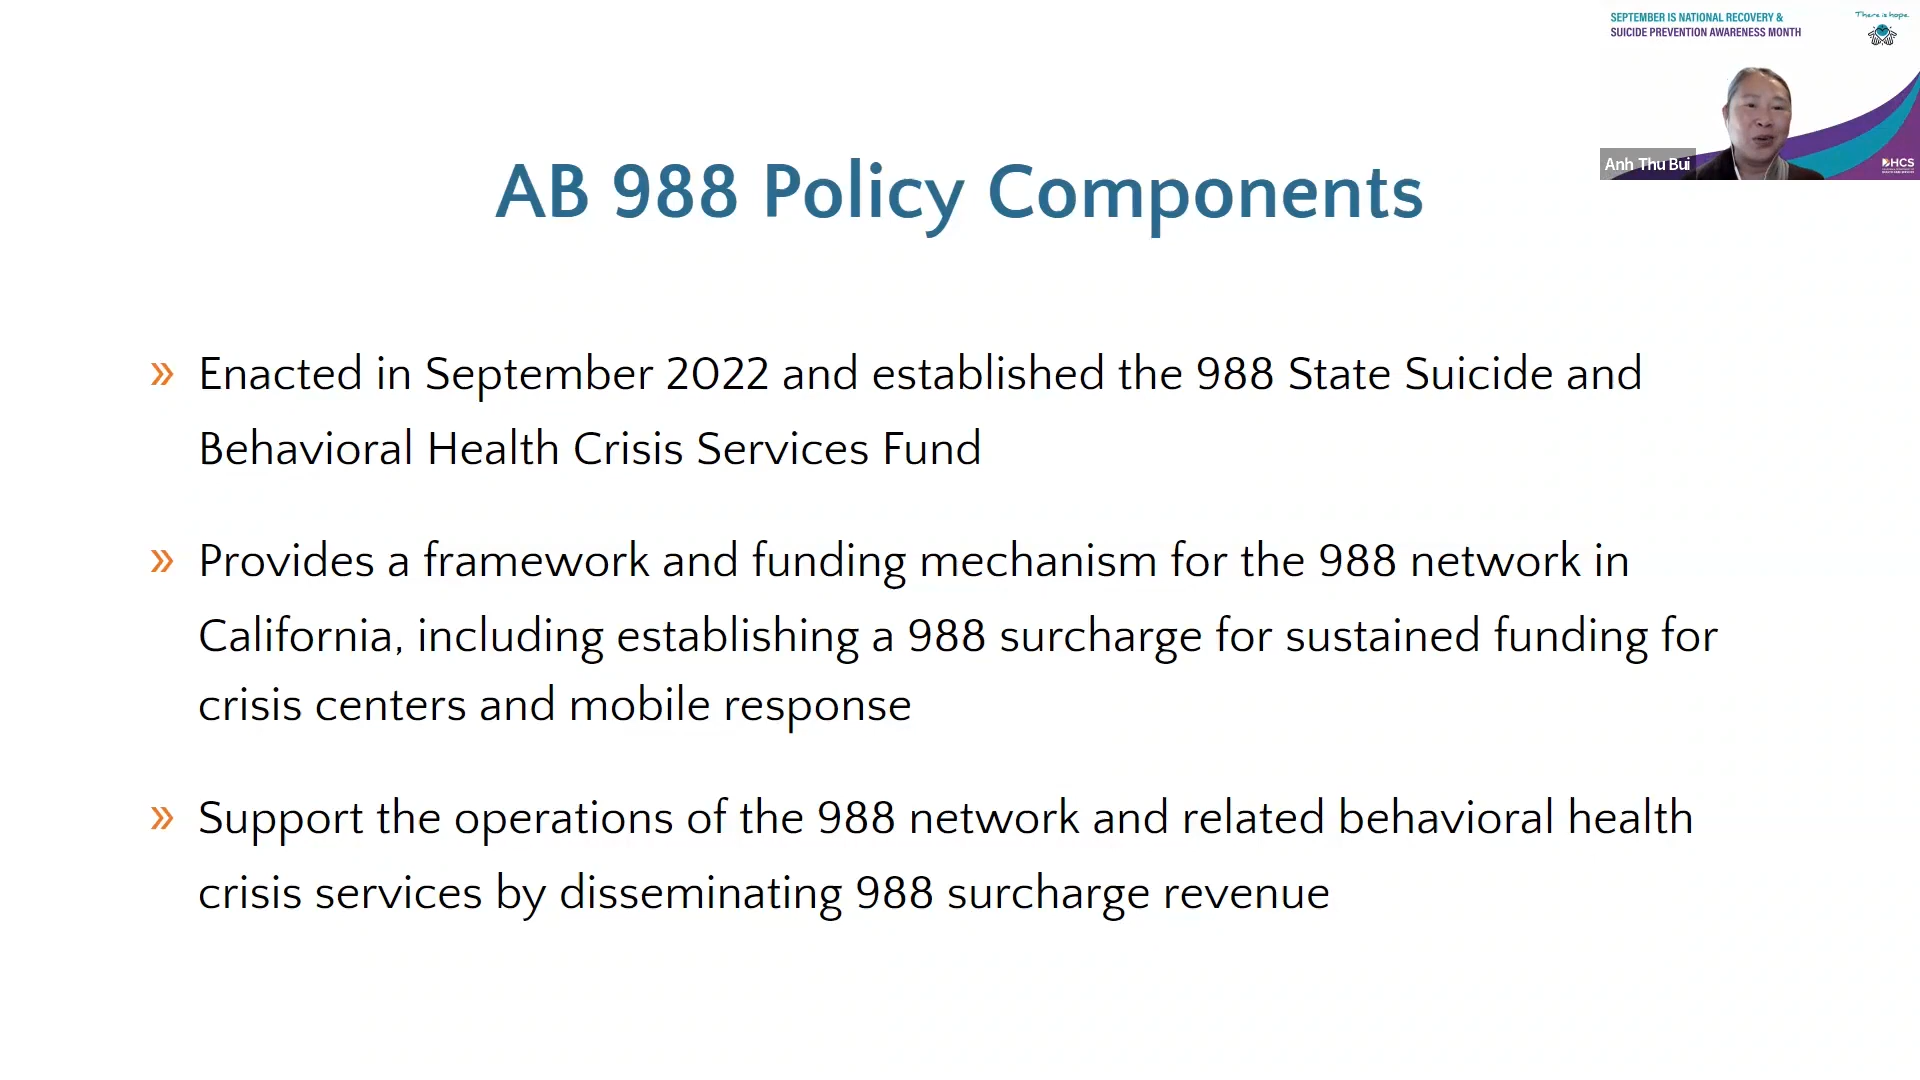 SEPTEMBER IS NATIONAL RECOVERY &
SUICIDE PREVENTION AWARENESS MONTH
There is hope
Anh Thu Bui
DHCS
AB 988 Policy Components
» Enacted in September 2022 and established the 988 State Suicide and
Behavioral Health Crisis Services Fund
» Provides a framework and funding mechanism for the 988 network in
California, including establishing a 988 surcharge for sustained funding for
crisis centers and mobile response
» Support the operations of the 988 network and related behavioral health
crisis services by disseminating 988 surcharge revenue